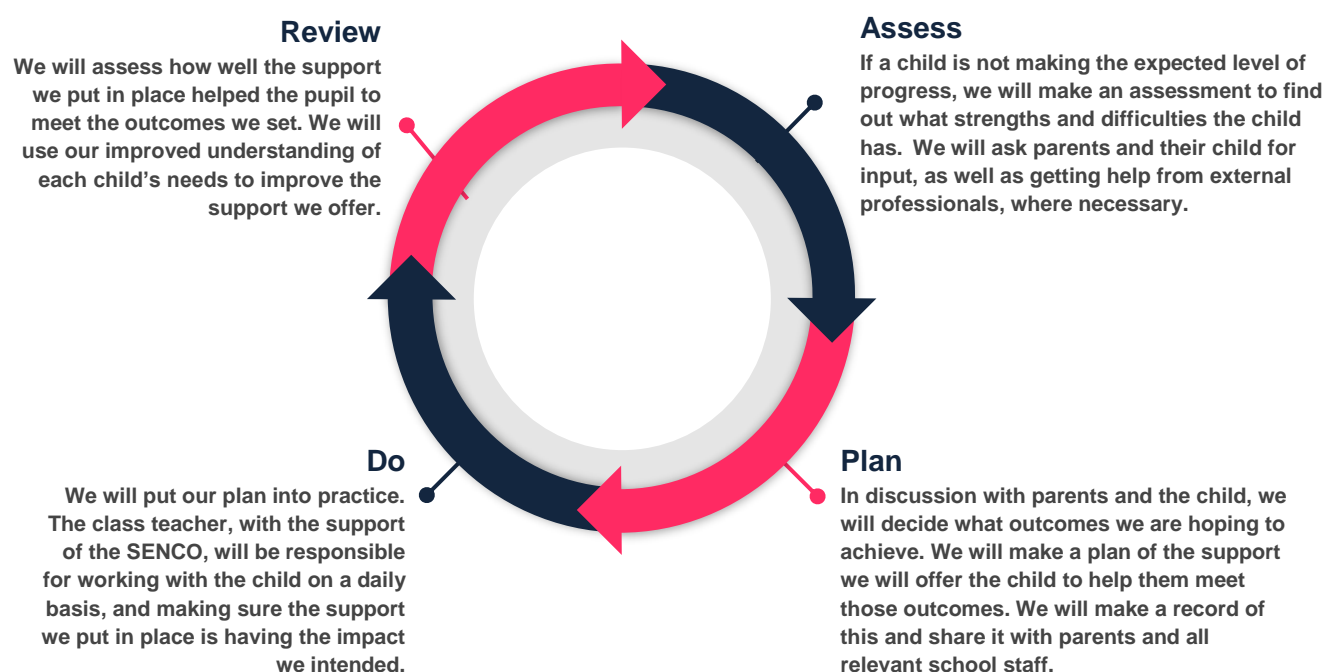 Review
We will assess how well the support
we put in place helped the pupil to
meet the outcomes we set. We will
use our improved understanding of
each child’s needs to improve the
support we offer.
Assess
If a child is not making the expected level of
progress, we will make an assessment to find
out what strengths and difficulties the child
has.  We will ask parents and their child for
input, as well as getting help from external
professionals, where necessary.
Do
We will put our plan into practice.
The class teacher, with the support
of the SENCO, will be responsible
for working with the child on a daily
basis, and making sure the support
we put in place is having the impact
we intended.
Plan
In discussion with parents and the child, we
will decide what outcomes we are hoping to
achieve. We will make a plan of the support
we will offer the child to help them meet
those outcomes. We will make a record of
this and share it with parents and all
relevant school staff.